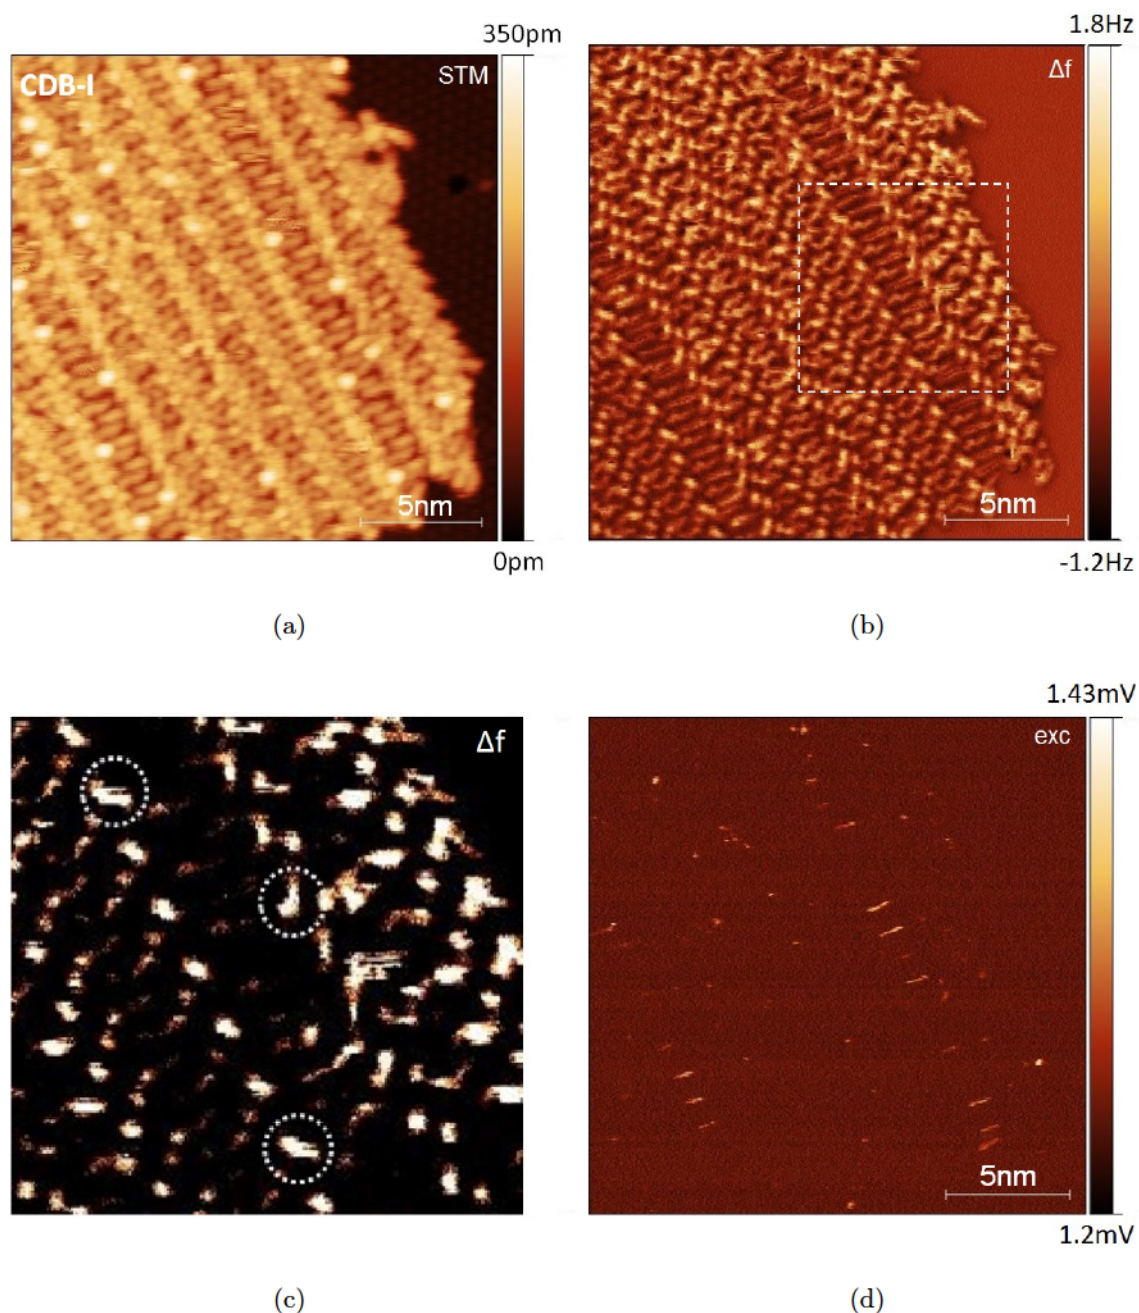 350pm
CDB-I
STM
5nm
0pm
(a)
1.8Hz
Δf
5nm
-1.2Hz
(b)
Δf
(c)
1.43mV
exc
5nm
1.2mV
(d)